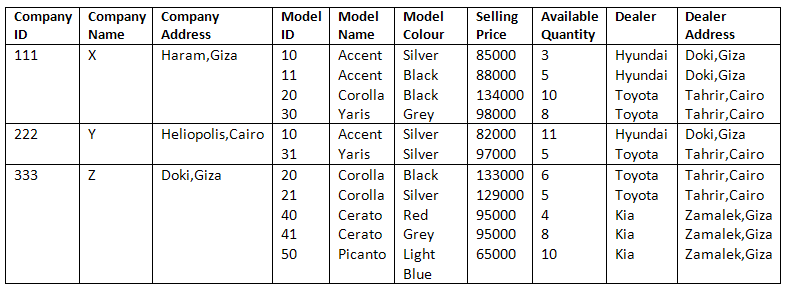 Company ID Company Name Company Address Model ID Model Name Model Colour Selling Price Available Quantity Dealer Dealer Address
111 X Haram,Giza 10 Accent Silver 85000 3 Hyundai Doki,Giza
11 Accent Black 88000 5 Hyundai Doki,Giza
20 Corolla Black 134000 10 Toyota Tahrir,Cairo
30 Yaris Grey 98000 8 Toyota Tahrir,Cairo
222 Y Heliopolis,Cairo 10 Accent Silver 82000 11 Hyundai Doki,Giza
31 Yaris Silver 97000 5 Toyota Tahrir,Cairo
333 Z Doki,Giza 20 Corolla Black 133000 6 Toyota Tahrir,Cairo
21 Corolla Silver 129000 5 Toyota Tahrir,Cairo
40 Cerato Red 95000 4 Kia Zamalek,Giza
41 Cerato Grey 95000 8 Kia Zamalek,Giza
50 Picanto Light Blue 65000 10 Kia Zamalek,Giza